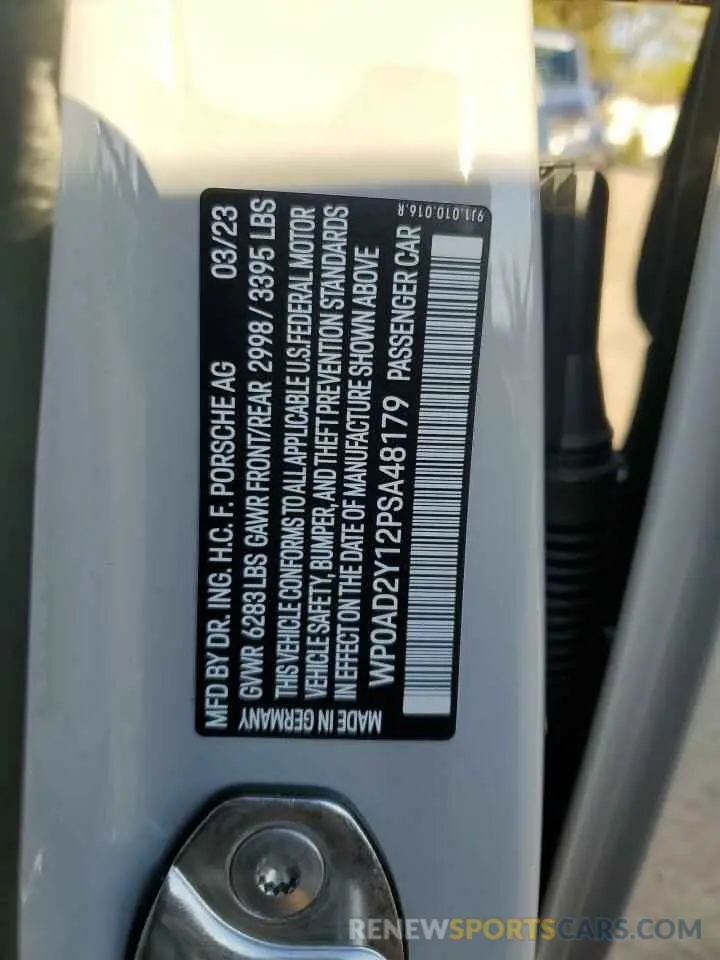 MFD BY DR. ING. H.C. F. PORSCHE AG 03/23
GVWR 6283 LBS GAWR FRONT/REAR 2998 / 3395 LBS
THIS VEHICLE CONFORMS TO ALL APPLICABLE U.S. FEDERAL MOTOR
VEHICLE SAFETY, BUMPER, AND THEFT PREVENTION STANDARDS
IN EFFECT ON THE DATE OF MANUFACTURE SHOWN ABOVE
WP0AD2Y12PSA48179 PASSENGER CAR
MADE IN GERMANY
9J1.010.016.R
RENEWSPORTSCARS.COM